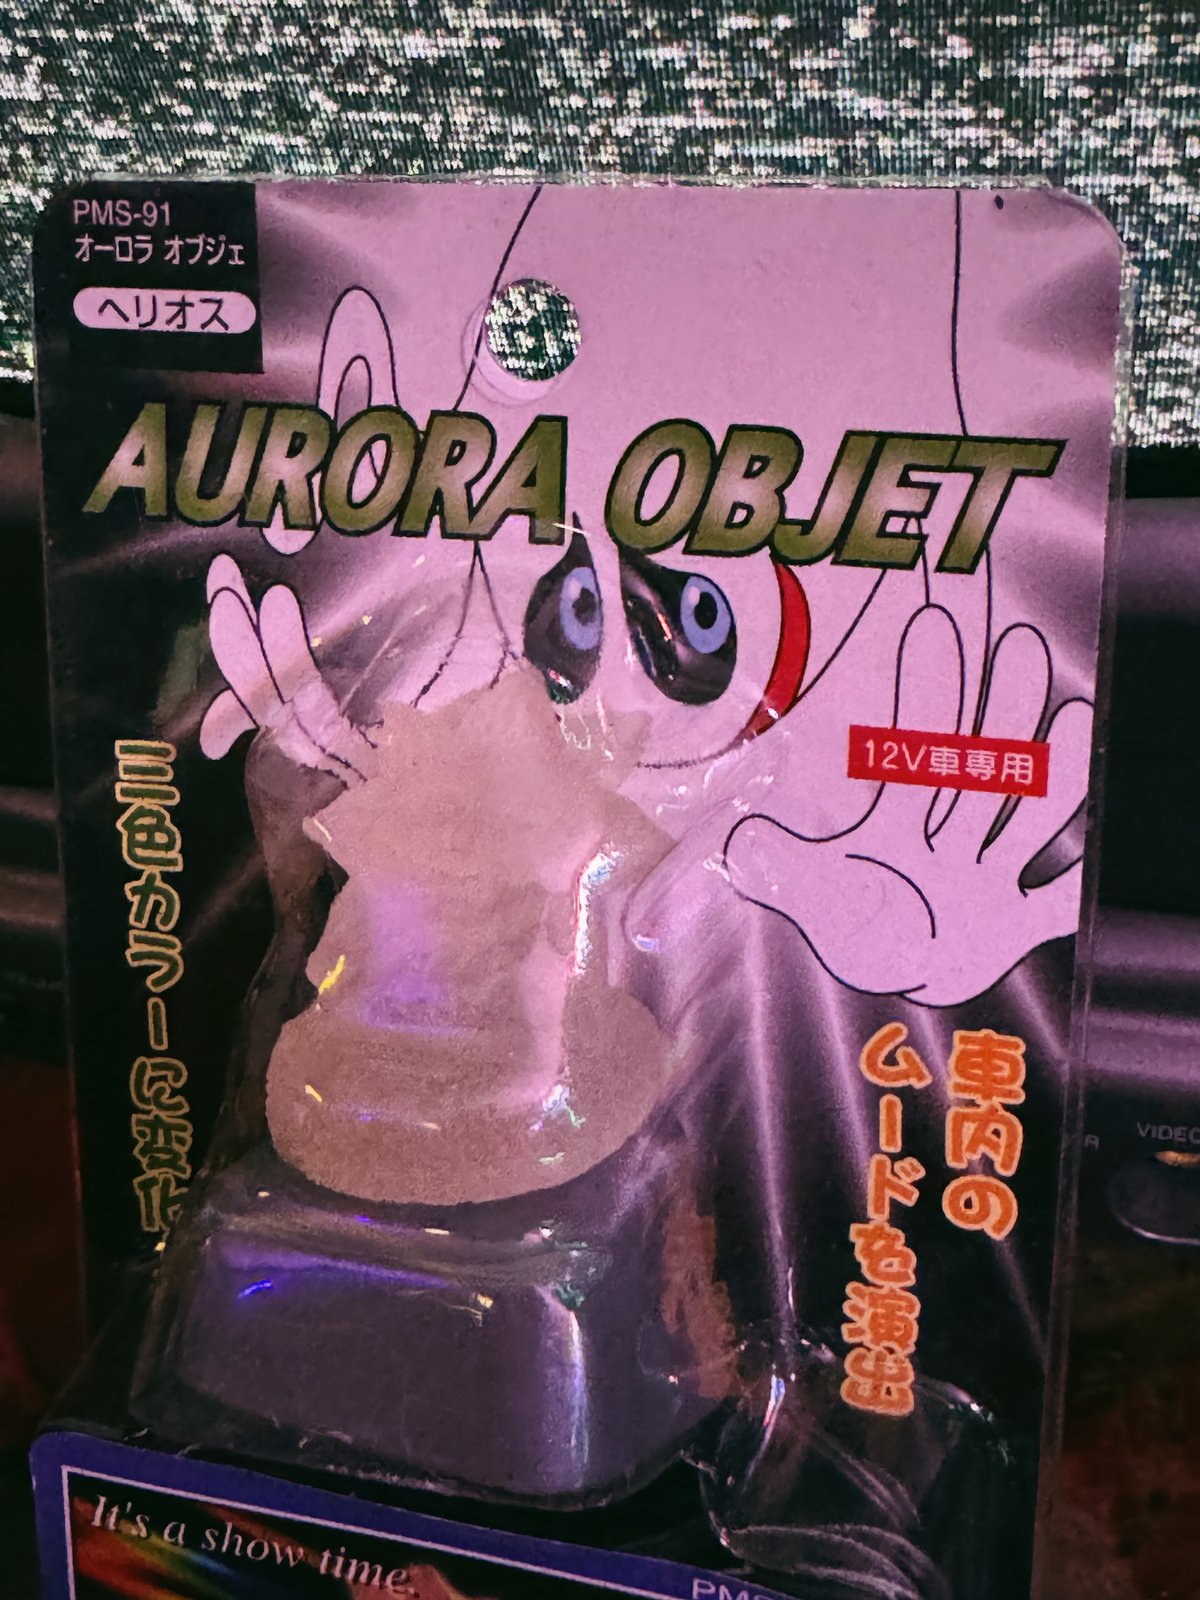 PMS-91
オーロラ オブジェ
ヘリオス
AURORA OBJET
12V車専用
三色カラーに変化
車内の
ムードを演出
It's a show time.
VIDEO
PMS